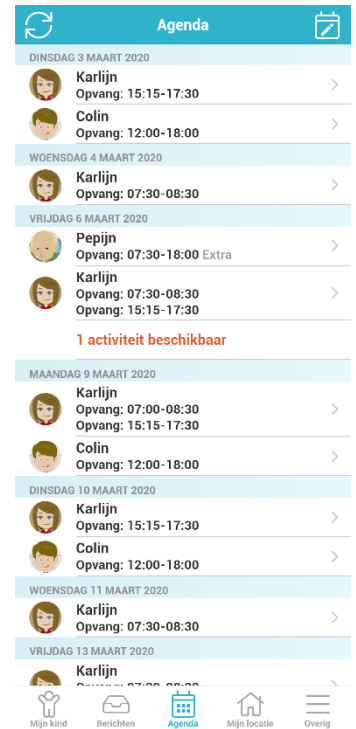 Agenda
DINSDAG 3 MAART 2020
Karlijn
Opvang: 15:15-17:30
Colin
Opvang: 12:00-18:00
WOENSDAG 4 MAART 2020
Karlijn
Opvang: 07:30-08:30
VRIJDAG 6 MAART 2020
Pepijn
Opvang: 07:30-18:00 Extra
Karlijn
Opvang: 07:30-08:30
Opvang: 15:15-17:30
1 activiteit beschikbaar
MAANDAG 9 MAART 2020
Karlijn
Opvang: 07:00-08:30
Opvang: 15:15-17:30
Colin
Opvang: 12:00-18:00
DINSDAG 10 MAART 2020
Karlijn
Opvang: 15:15-17:30
Colin
Opvang: 12:00-18:00
WOENSDAG 11 MAART 2020
Karlijn
Opvang: 07:30-08:30
VRIJDAG 13 MAART 2020
Karlijn
Mijn kind Berichten Agenda Mijn locatie Overig